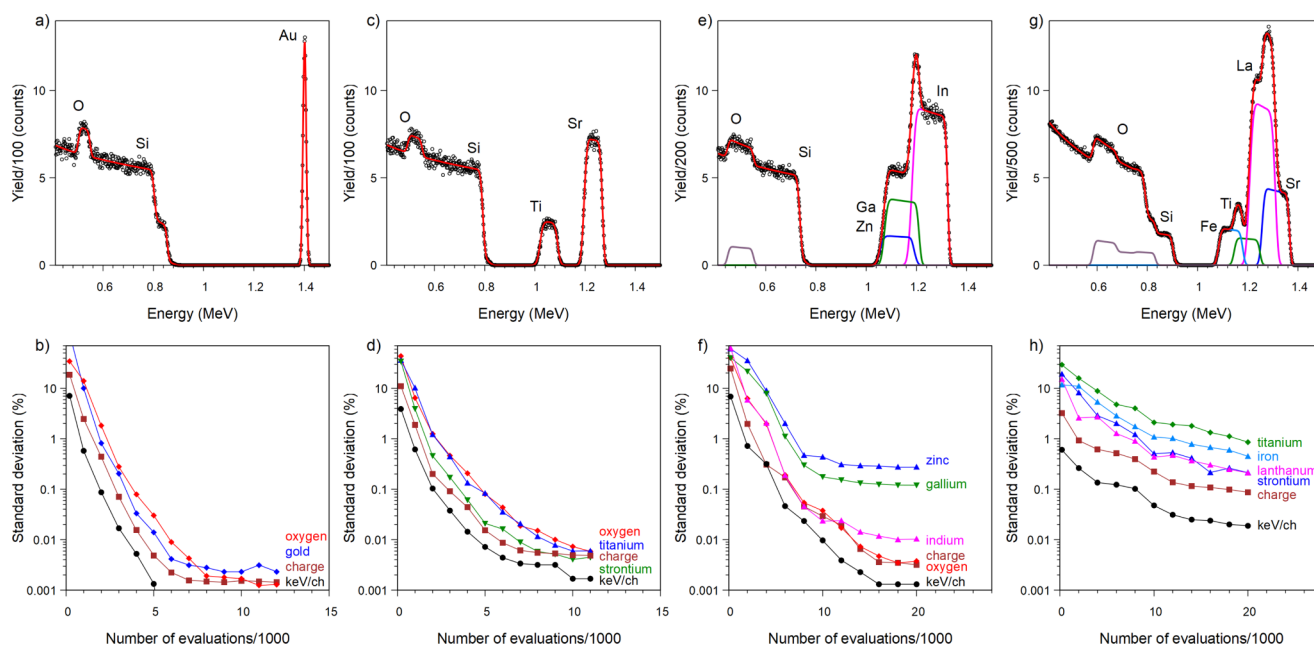 a)
Yield/100 (counts)
10
5
0
O
Si
Au
0.6
0.8
1.0
1.2
1.4
Energy (MeV)
c)
Yield/100 (counts)
10
5
0
O
Si
Ti
Sr
0.6
0.8
1.0
1.2
1.4
Energy (MeV)
e)
Yield/200 (counts)
10
5
0
O
Si
Ga
Zn
In
0.6
0.8
1.0
1.2
1.4
Energy (MeV)
g)
Yield/500 (counts)
10
5
0
O
Si
Fe
Ti
La
Sr
0.4
0.6
0.8
1.0
1.2
1.4
Energy (MeV)
b)
Standard deviation (%)
10
1
0.1
0.01
0.001
oxygen
gold
charge
keV/ch
0
5
10
15
Number of evaluations/1000
d)
Standard deviation (%)
10
1
0.1
0.01
0.001
oxygen
titanium
charge
strontium
keV/ch
0
5
10
15
Number of evaluations/1000
f)
Standard deviation (%)
10
1
0.1
0.01
0.001
zinc
gallium
indium
charge
oxygen
keV/ch
0
10
20
Number of evaluations/1000
h)
Standard deviation (%)
10
1
0.1
0.01
0.001
titanium
iron
lanthanum
strontium
charge
keV/ch
0
10
20
Number of evaluations/1000